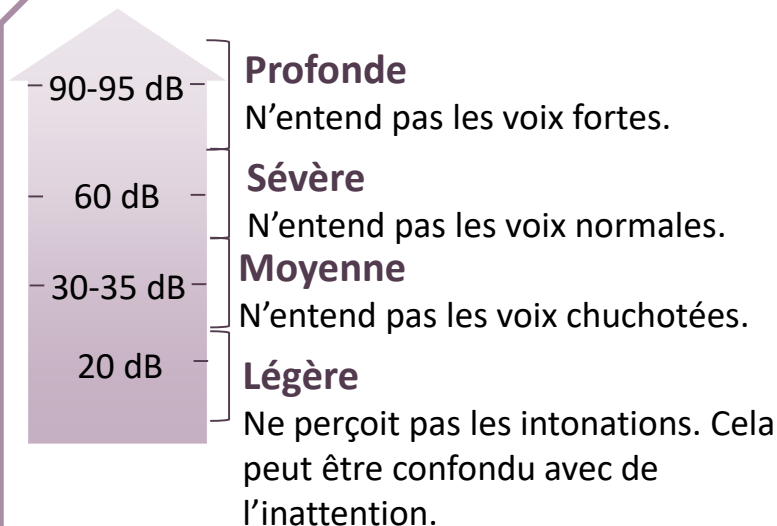 90-95 dB
Profonde
N’entend pas les voix fortes.
60 dB
Sévère
N’entend pas les voix normales.
30-35 dB
Moyenne
N’entend pas les voix chuchotées.
20 dB
Légère
Ne perçoit pas les intonations. Cela
peut être confondu avec de
l’inattention.